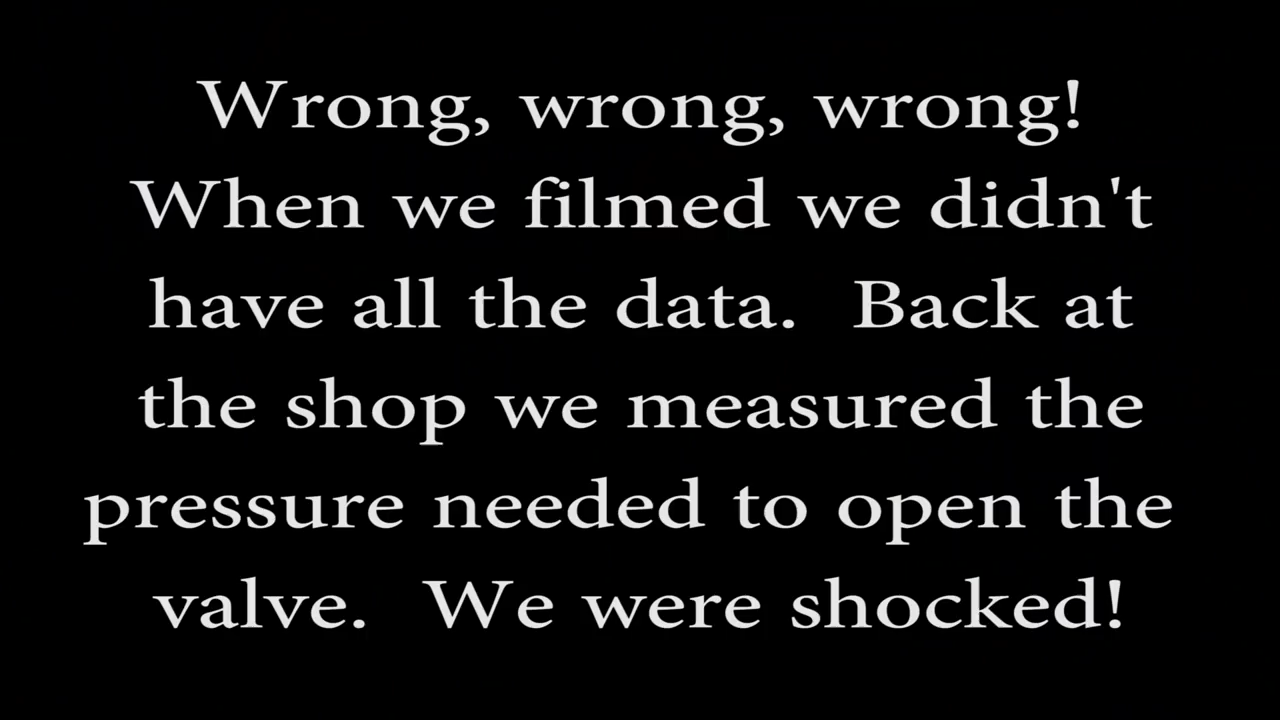 Wrong, wrong, wrong!
When we filmed we didn't
have all the data.  Back at
the shop we measured the
pressure needed to open the
valve.  We were shocked!